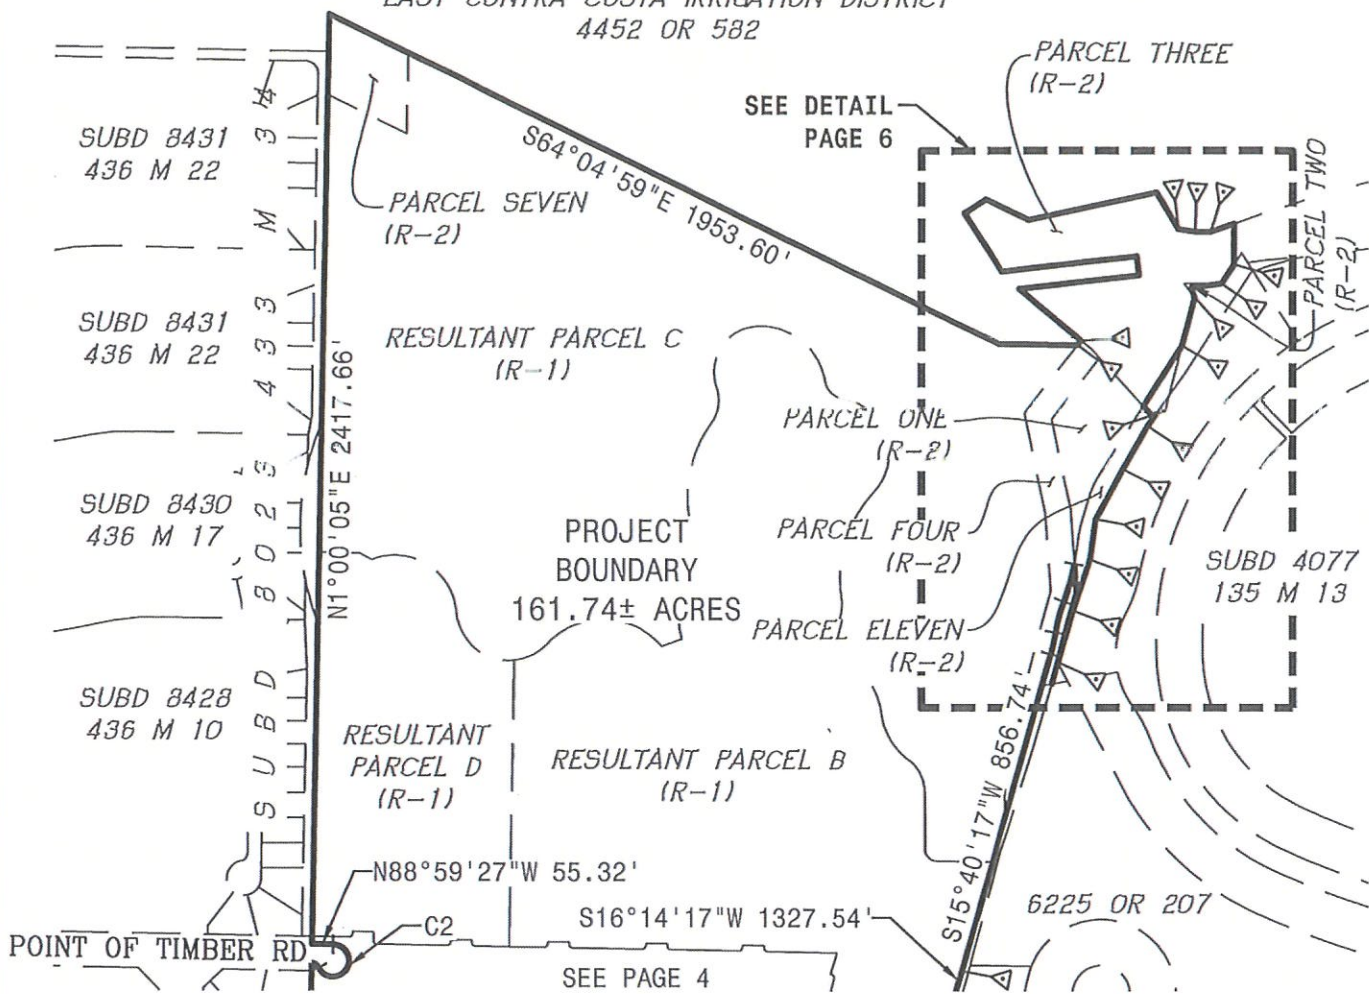 EAST CONTRA COSTA IRRIGATION DISTRICT
4452 OR 582
PARCEL THREE
(R-2)
SEE DETAIL
PAGE 6
SUBD 8431
436 M 22
S64°04'59"E 1953.60'
PARCEL TWO
(R-2)
PARCEL SEVEN
(R-2)
SUBD 8431
436 M 22
N1°00'05"E 2417.66'
RESULTANT PARCEL C
(R-1)
PARCEL ONE
(R-2)
SUBD 8430
436 M 17
PROJECT
BOUNDARY
161.74± ACRES
PARCEL FOUR
(R-2)
SUBD 4077
135 M 13
PARCEL ELEVEN
(R-2)
SUBD 8428
436 M 10
RESULTANT
PARCEL D
(R-1)
RESULTANT PARCEL B
(R-1)
S15°40'17"W 856.74'
N88°59'27"W 55.32'
C2
S16°14'17"W 1327.54'
6225 OR 207
POINT OF TIMBER RD
SEE PAGE 4